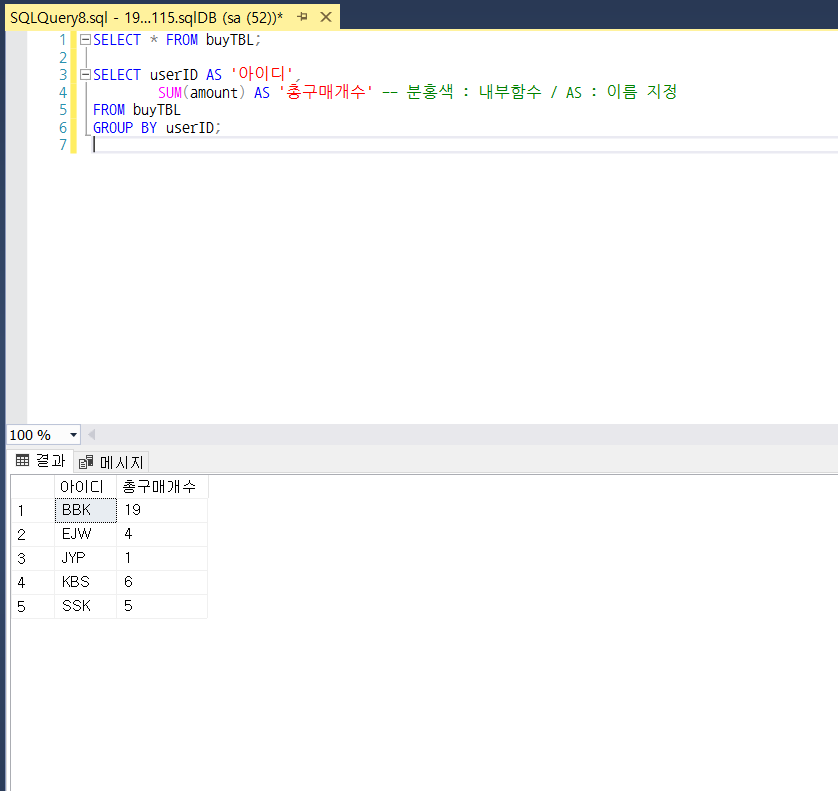 SQLQuery8.sql - 19...115.sqlDB (sa (52))*
1 SELECT * FROM buyTBL;
2
3 SELECT userID AS '아이디',
4 SUM(amount) AS '총구매개수' -- 분홍색 : 내부함수 / AS : 이름 지정
5 FROM buyTBL
6 GROUP BY userID;
7
100 %
결과 메시지
아이디 총구매개수
1 BBK 19
2 EJW 4
3 JYP 1
4 KBS 6
5 SSK 5